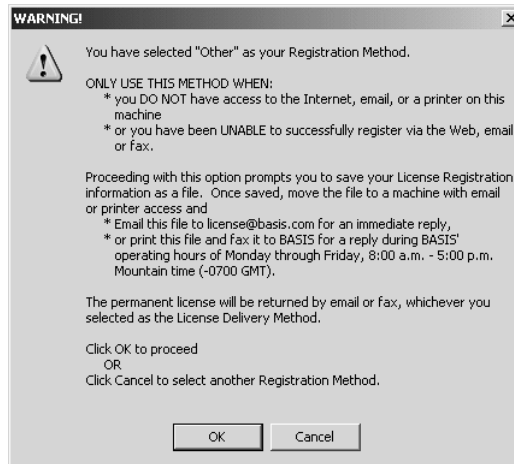 WARNING!
You have selected "Other" as your Registration Method.
ONLY USE THIS METHOD WHEN:
* you DO NOT have access to the Internet, email, or a printer on this
machine
* or you have been UNABLE to successfully register via the Web, email
or fax.
Proceeding with this option prompts you to save your License Registration
information as a file. Once saved, move the file to a machine with email
or printer access and
* Email this file to license@basis.com for an immediate reply,
* or print this file and fax it to BASIS for a reply during BASIS'
operating hours of Monday through Friday, 8:00 a.m. - 5:00 p.m.
Mountain time (-0700 GMT).
The permanent license will be returned by email or fax, whichever you
selected as the License Delivery Method.
Click OK to proceed
OR
Click Cancel to select another Registration Method.
OK Cancel